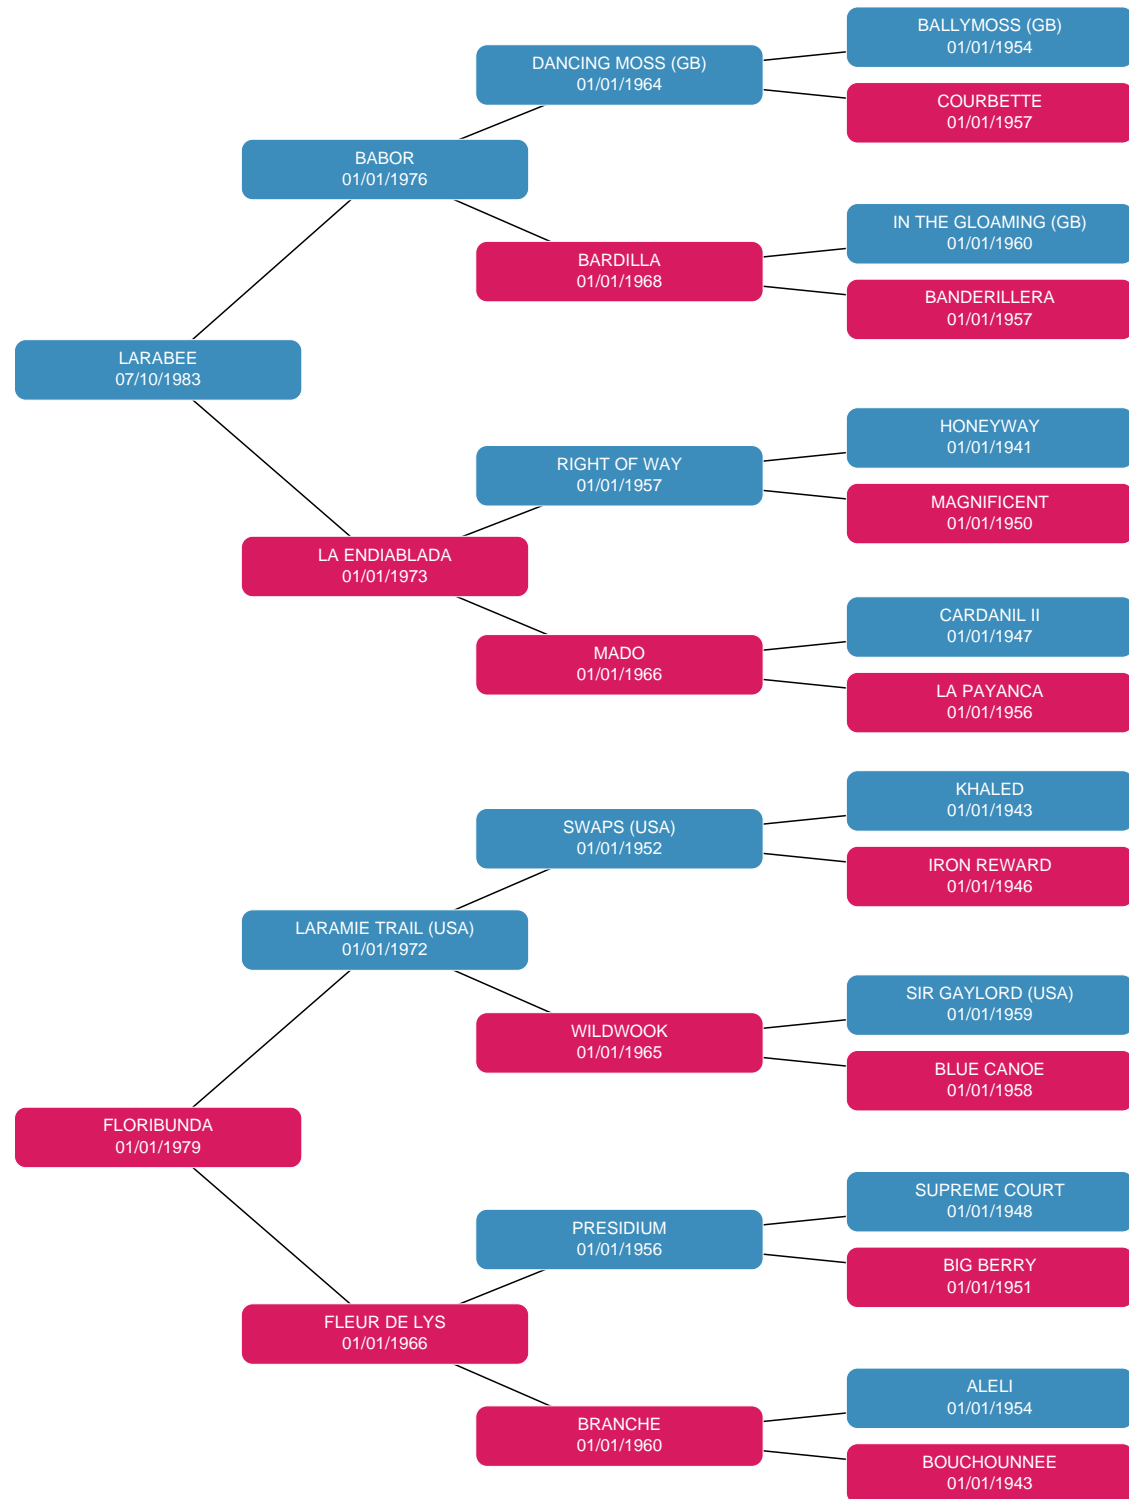 BALLYMOSS (GB)
01/01/1954
DANCING MOSS (GB)
01/01/1964
COURBETTE
01/01/1957
BABOR
01/01/1976
IN THE GLOAMING (GB)
01/01/1960
BARDILLA
01/01/1968
BANDERILLERA
01/01/1957
LARABEE
07/10/1983
HONEYWAY
01/01/1941
RIGHT OF WAY
01/01/1957
MAGNIFICENT
01/01/1950
LA ENDIABLADA
01/01/1973
CARDANIL II
01/01/1947
MADO
01/01/1966
LA PAYANCA
01/01/1956
KHALED
01/01/1943
SWAPS (USA)
01/01/1952
IRON REWARD
01/01/1946
LARAMIE TRAIL (USA)
01/01/1972
SIR GAYLORD (USA)
01/01/1959
WILDWOOK
01/01/1965
BLUE CANOE
01/01/1958
FLORIBUNDA
01/01/1979
SUPREME COURT
01/01/1948
PRESIDIUM
01/01/1956
BIG BERRY
01/01/1951
FLEUR DE LYS
01/01/1966
ALELI
01/01/1954
BRANCHE
01/01/1960
BOUCHOUNNEE
01/01/1943